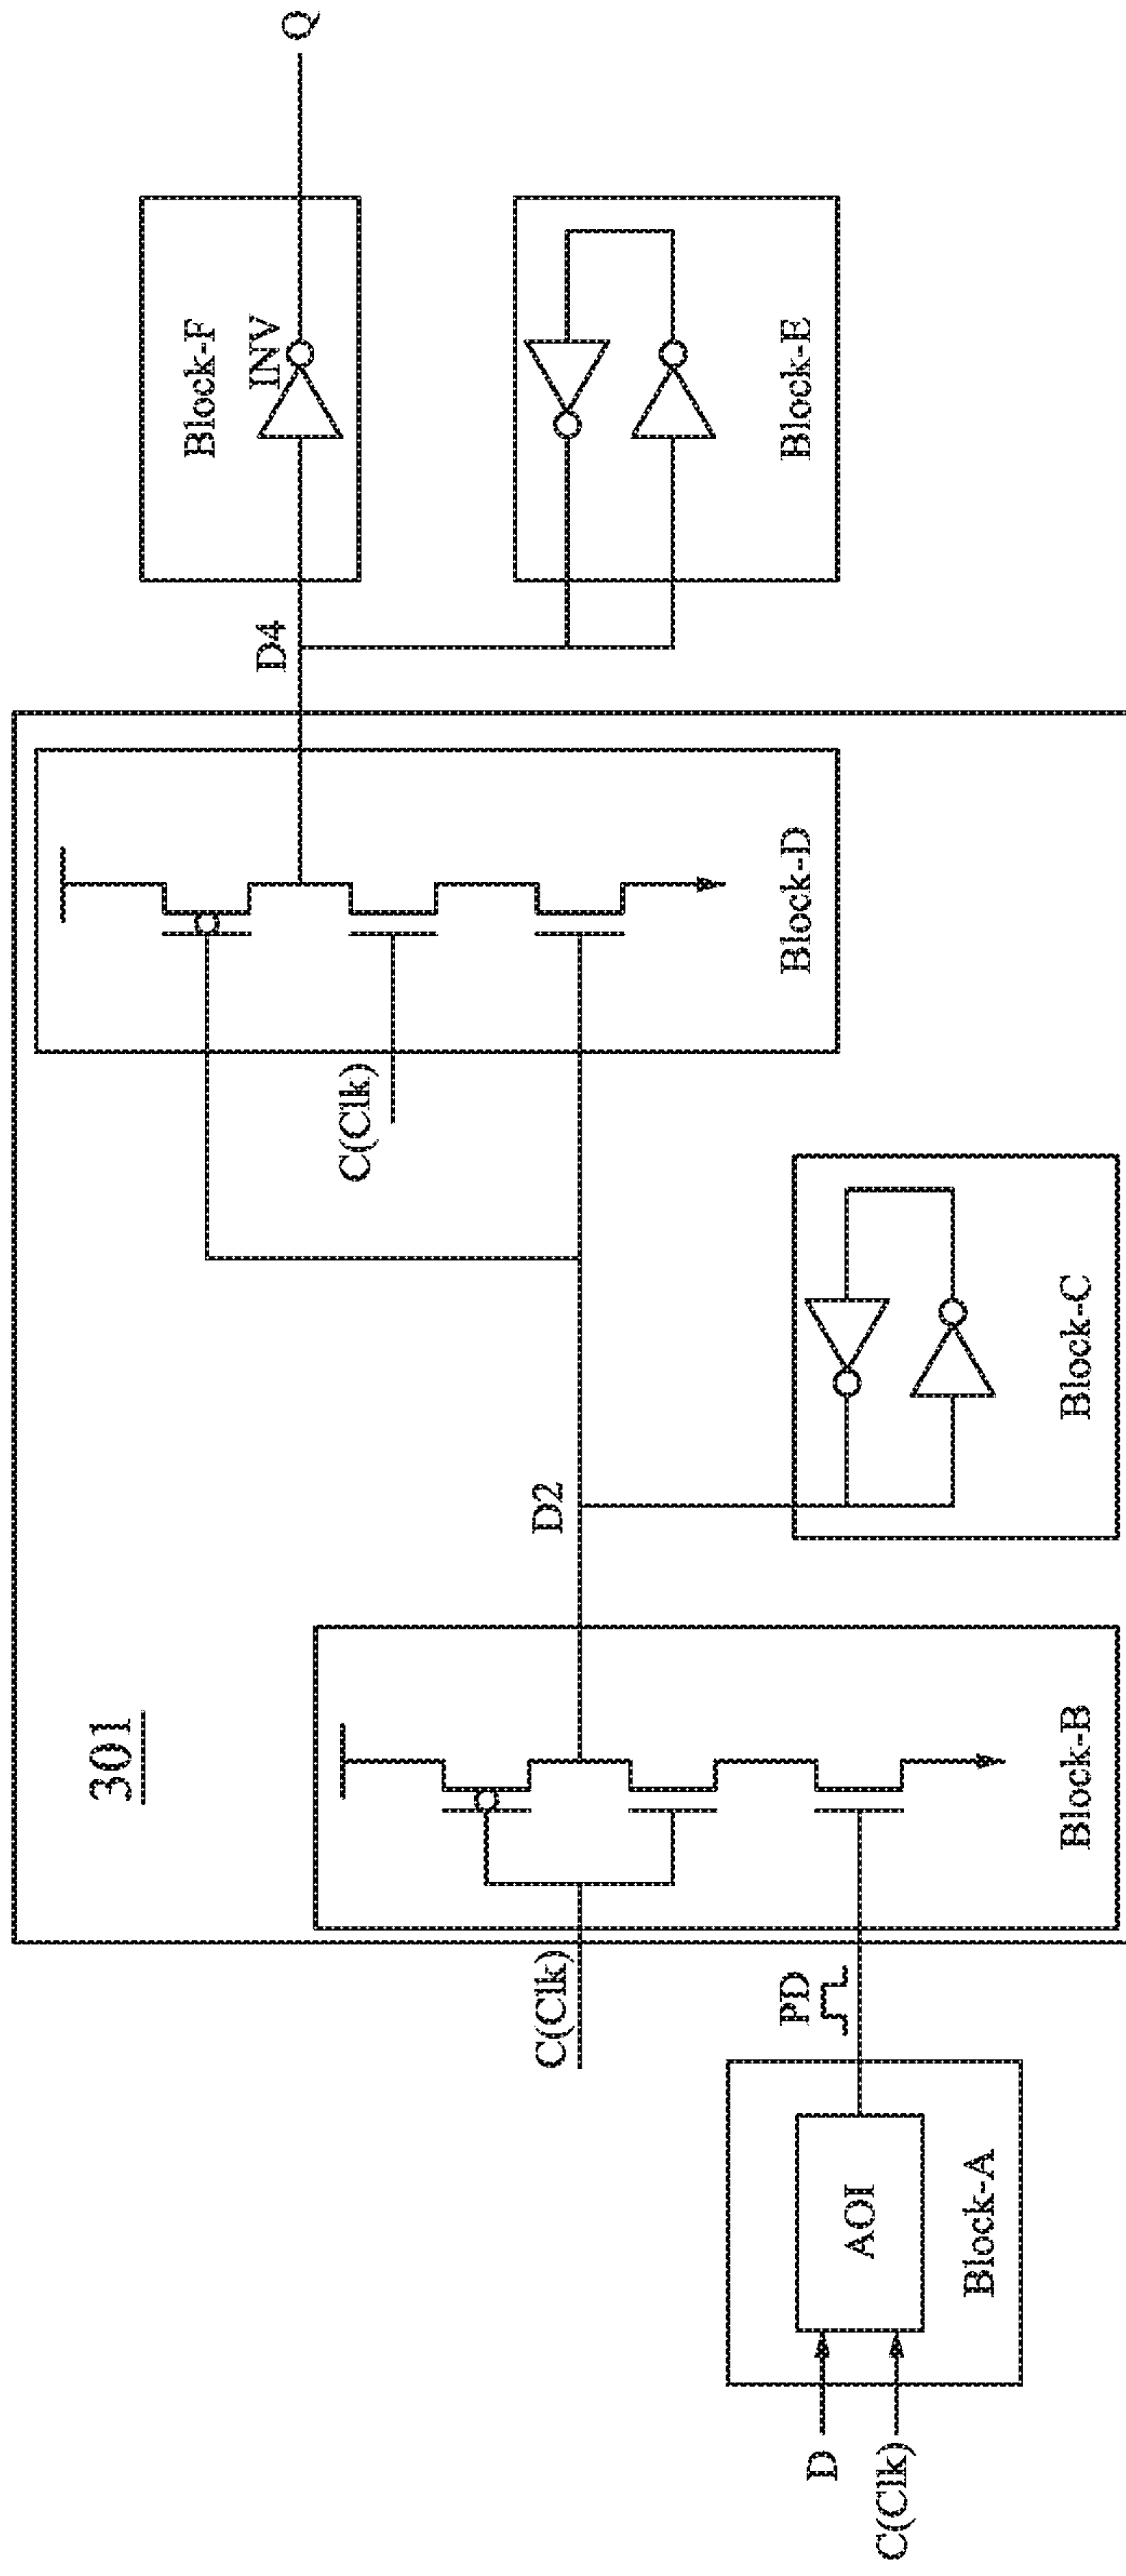 301
D
C(Clk)
AOI
Block-A
PD
C(Clk)
Block-B
D2
Block-C
C(Clk)
Block-D
D4
Block-F
INV
Block-E
Q